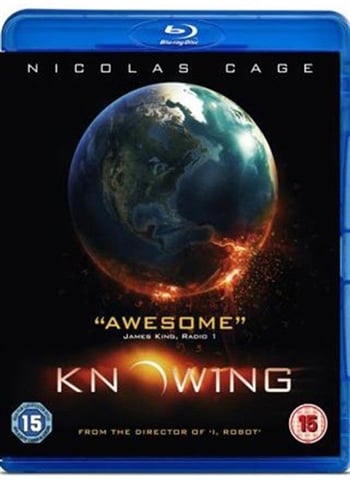 Blu-ray Disc
NICOLAS CAGE
“AWESOME”
JAMES KING, RADIO 1
KNOWING
15
15
FROM THE DIRECTOR OF ‘I, ROBOT’